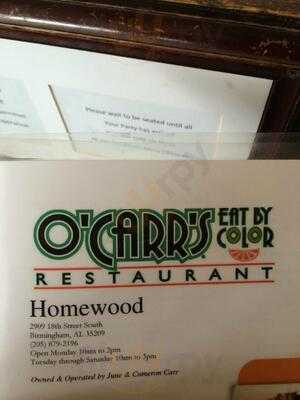 Please wait to be seated until all
Your Party has
O'CARR'S EAT BY
COLOR
RESTAURANT
Homewood
2909 18th Street South
Birmingham, AL 35209
(205) 879-2196
Open Monday 10am to 2pm
Tuesday through Saturday 10am to 3pm
Owned & Operated by June & Cameron Carr